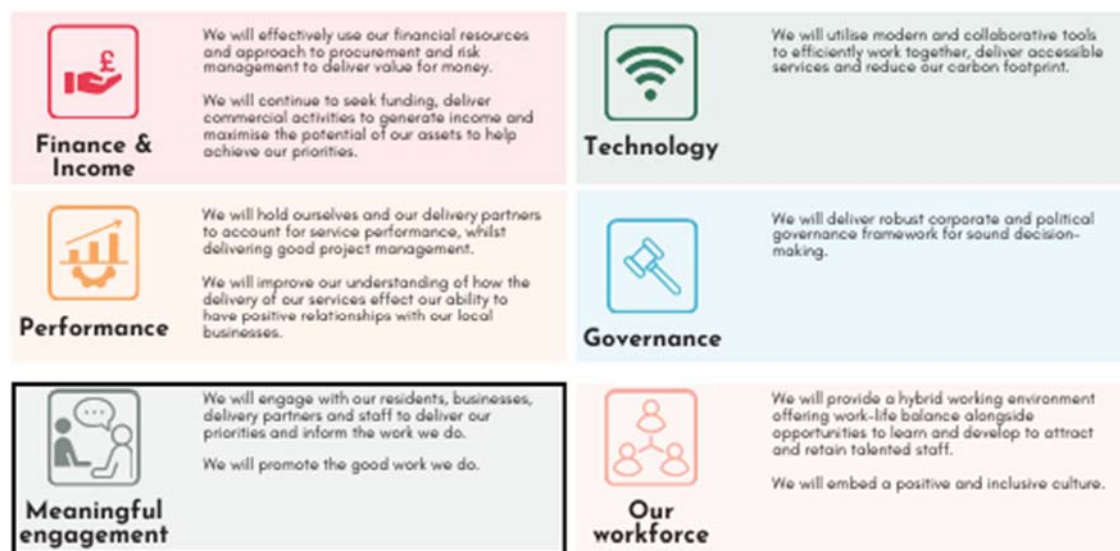 We will effectively use our financial resources
and approach to procurement and risk
management to deliver value for money.
We will continue to seek funding, deliver
commercial activities to generate income and
maximise the potential of our assets to help
achieve our priorities.
£
Finance &
Income
We will utilise modern and collaborative tools
to efficiently work together, deliver accessible
services and reduce our carbon footprint.
Technology
We will hold ourselves and our delivery partners
to account for service performance, whilst
delivering good project management.
We will improve our understanding of how the
delivery of our services effect our ability to
have positive relationships with our local
businesses.
Performance
We will deliver robust corporate and political
governance framework for sound decision-
making.
Governance
We will engage with our residents, businesses,
delivery partners and staff to deliver our
priorities and inform the work we do.
We will promote the good work we do.
Meaningful
engagement
We will provide a hybrid working environment
offering work-life balance alongside
opportunities to learn and develop to attract
and retain talented staff.
We will embed a positive and inclusive culture.
Our
workforce